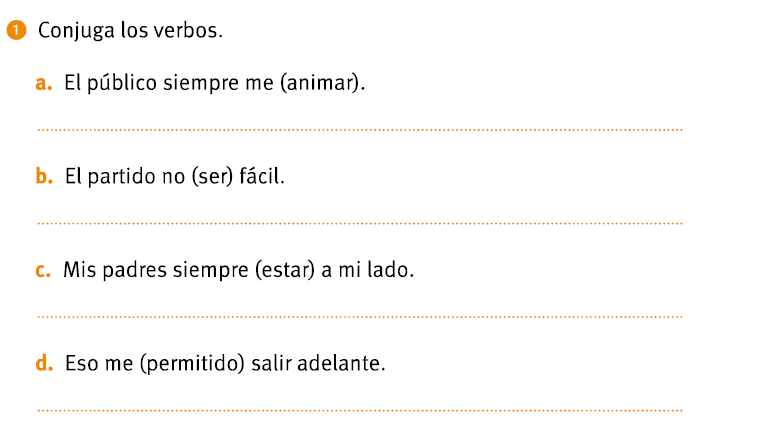 1 Conjuga los verbos.
a. El público siempre me (animar).
b. El partido no (ser) fácil.
c. Mis padres siempre (estar) a mi lado.
d. Eso me (permitido) salir adelante.